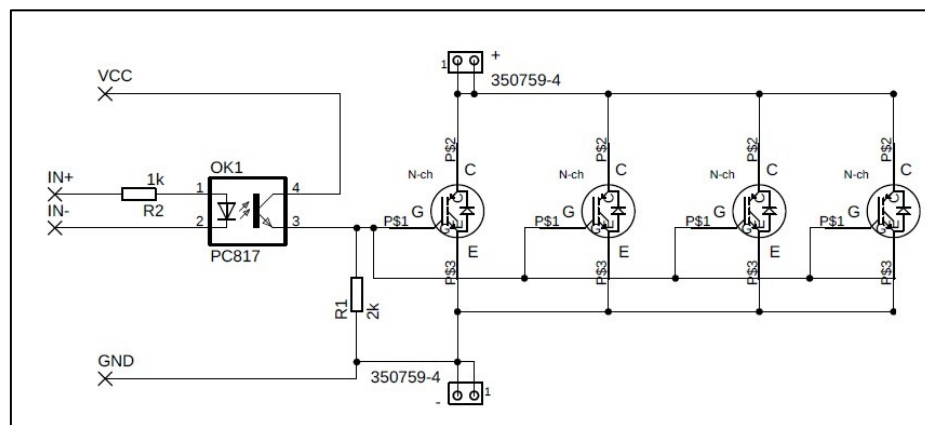 1
+
350759-4
VCC
P$2
C
P$2
C
P$2
C
P$2
C
OK1
N-ch
N-ch
N-ch
N-ch
IN+
1k
1
4
IN-
R2
2
3
P$1
G
P$1
G
P$1
G
P$1
G
PC817
E
E
E
E
P$3
P$3
P$3
P$3
R1
2k
GND
350759-4
-
1